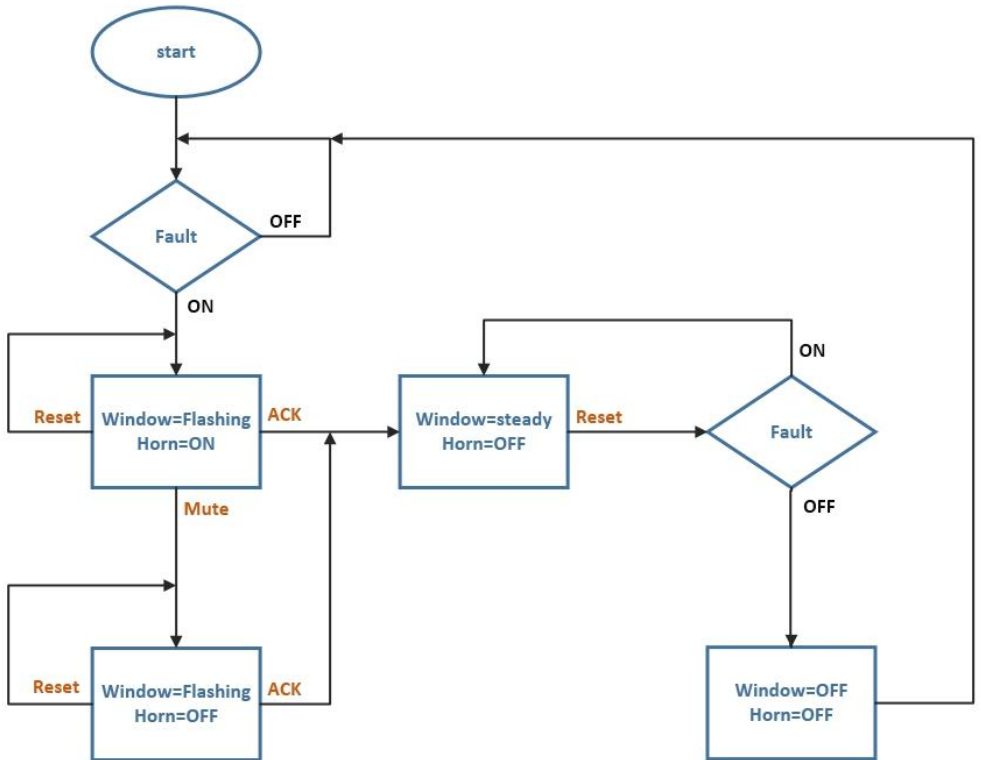 start
Fault
OFF
ON
Reset
Window=Flashing
Horn=ON
ACK
Mute
Window=steady
Horn=OFF
Reset
ON
Fault
OFF
Reset
Window=Flashing
Horn=OFF
ACK
Window=OFF
Horn=OFF